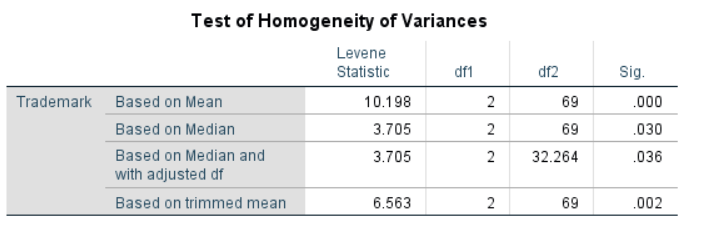 Test of Homogeneity of Variances
Levene
Statistic df1 df2 Sig.
Trademark Based on Mean 10.198 2 69 .000
Based on Median 3.705 2 69 .030
Based on Median and 3.705 2 32.264 .036
with adjusted df
Based on trimmed mean 6.563 2 69 .002